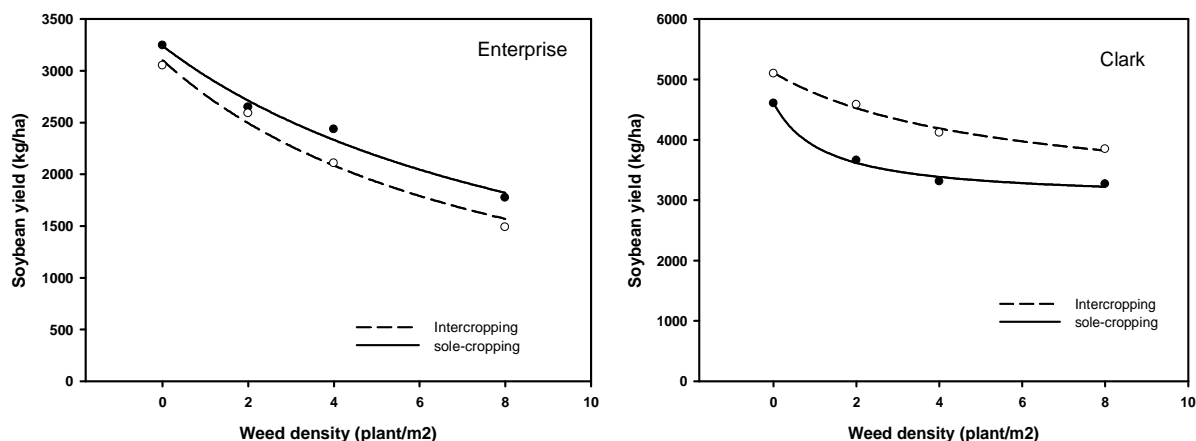 Enterprise
Soybean yield (kg/ha)
3500
3000
2500
2000
1500
1000
500
0
Intercropping
sole-cropping
0 2 4 6 8 10
Weed density (plant/m2)
Clark
Soybean yield (kg/ha)
6000
5000
4000
3000
2000
1000
0
Intercropping
sole-cropping
0 2 4 6 8 10
Weed density (plant/m2)